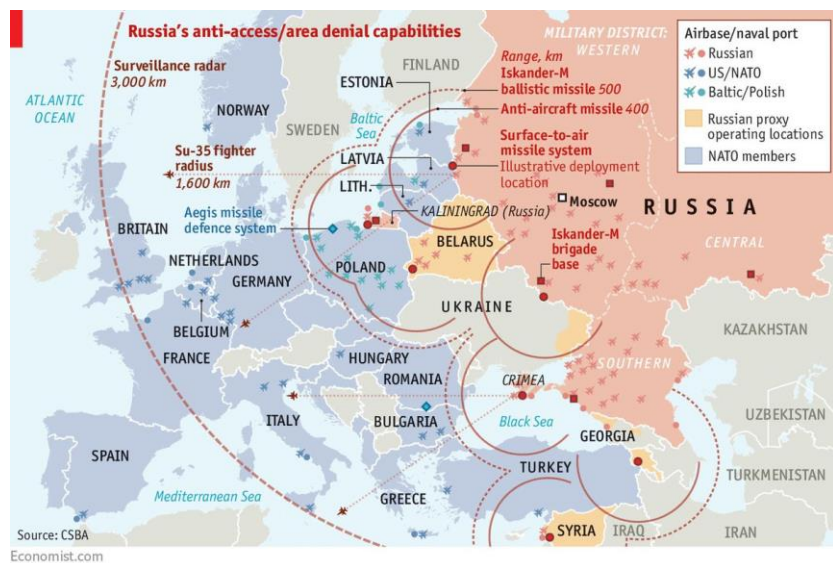 Russia's anti-access/area denial capabilities
MILITARY DISTRICT:
WESTERN
Airbase/naval port
Russian
US/NATO
Baltic/Polish
Russian proxy
operating locations
NATO members
Surveillance radar
3,000 km
FINLAND
Range, km
Iskander-M
ballistic missile 500
Anti-aircraft missile 400
ESTONIA
ATLANTIC
OCEAN
NORWAY
SWEDEN
Baltic
Sea
Surface-to-air
missile system
Illustrative deployment
location
Su-35 fighter
radius
1,600 km
LATVIA
LITH.
Moscow
RUSSIA
KALININGRAD (Russia)
Aegis missile
defence system
BRITAIN
BELARUS
Iskander-M
brigade
base
CENTRAL
NETHERLANDS
GERMANY
POLAND
UKRAINE
BELGIUM
KAZAKHSTAN
FRANCE
HUNGARY
SOUTHERN
ROMANIA
CRIMEA
UZBEKISTAN
ITALY
BULGARIA
Black Sea
GEORGIA
SPAIN
TURKEY
TURKMENISTAN
Mediterranean Sea
GREECE
SYRIA
IRAQ
IRAN
Source: CSBA
Economist.com